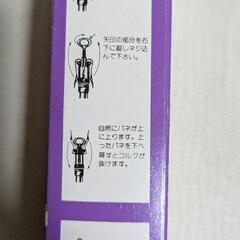 矢印の部分を右
下に廻しネジ込
んで下さい。
自然にバネが上
に上ります。上
ったバネを下へ
降すとコルクが
抜けます。